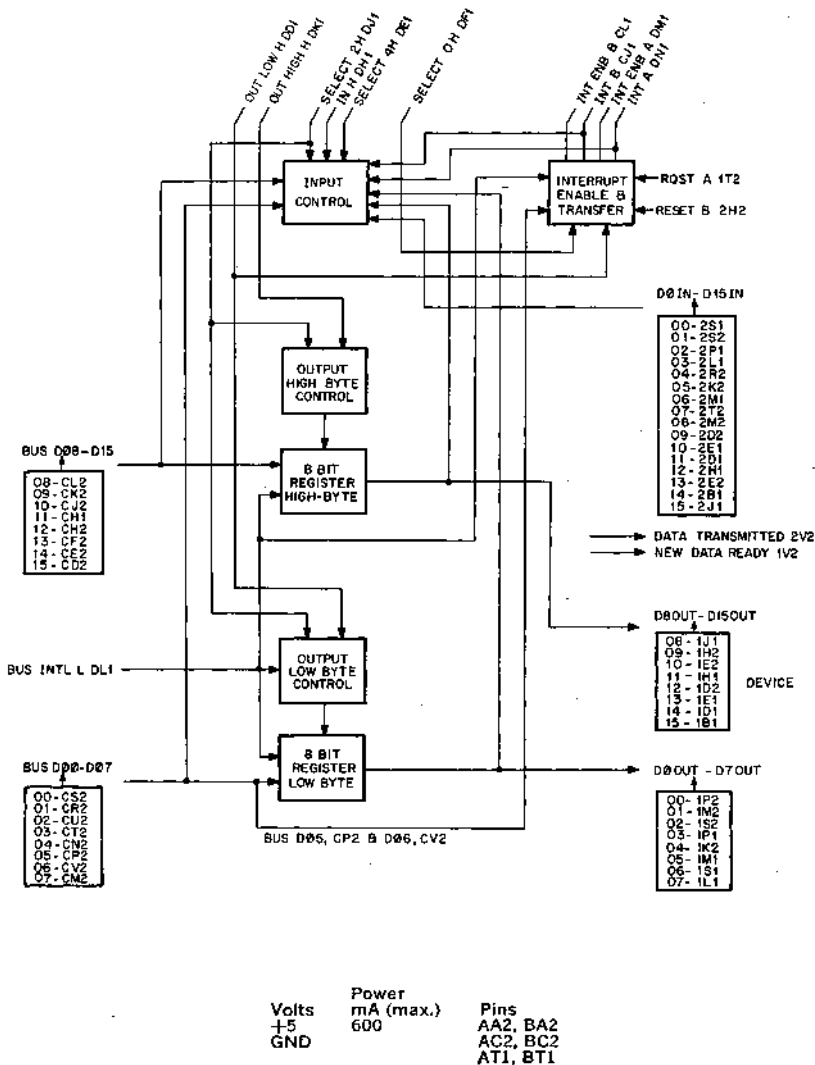 OUT LOW H DD1
OUT HIGH H DK1
SELECT 2H DJ1
IN H DH1
SELECT 4H DE1
SELECT 0 H DF1
INT ENB B CL1
INT B CJ1
INT ENB A DM1
INT A DN1
INPUT
CONTROL
INTERRUPT
ENABLE &
TRANSFER
RQST A 1T2
RESET B 2H2
D0IN-D15IN
00-2S1
01-2S2
02-2P1
03-2L1
04-2R2
05-2K2
06-2M1
07-2T2
08-2M2
09-2D2
10-2E1
11-2D1
12-2N1
13-2E2
14-2B1
15-2J1
OUTPUT
HIGH BYTE
CONTROL
BUS D08-D15
08-CL2
09-CK2
10-CJ2
11-CH1
12-CH2
13-CF2
14-CE2
15-CD2
8 BIT
REGISTER
HIGH-BYTE
DATA TRANSMITTED 2V2
NEW DATA READY 1V2
D8OUT-D15OUT
08-1J1
09-1H2
10-1E2
11-1H1
12-1D2
13-1E1
14-1D1
15-1B1
DEVICE
OUTPUT
LOW BYTE
CONTROL
BUS INTL L DL1
BUS D00-D07
00-CS2
01-CR2
02-CU2
03-CT2
04-CN2
05-CP2
06-CV2
07-CM2
8 BIT
REGISTER
LOW BYTE
D0OUT-D7OUT
00-1P2
01-1M2
02-1S2
03-1P1
04-1K2
05-1M1
06-1S1
07-1L1
BUS D05, CP2 & D06, CV2
Power
Volts mA (max.) Pins
+5 600 AA2, BA2
GND AC2, BC2
AT1, BT1